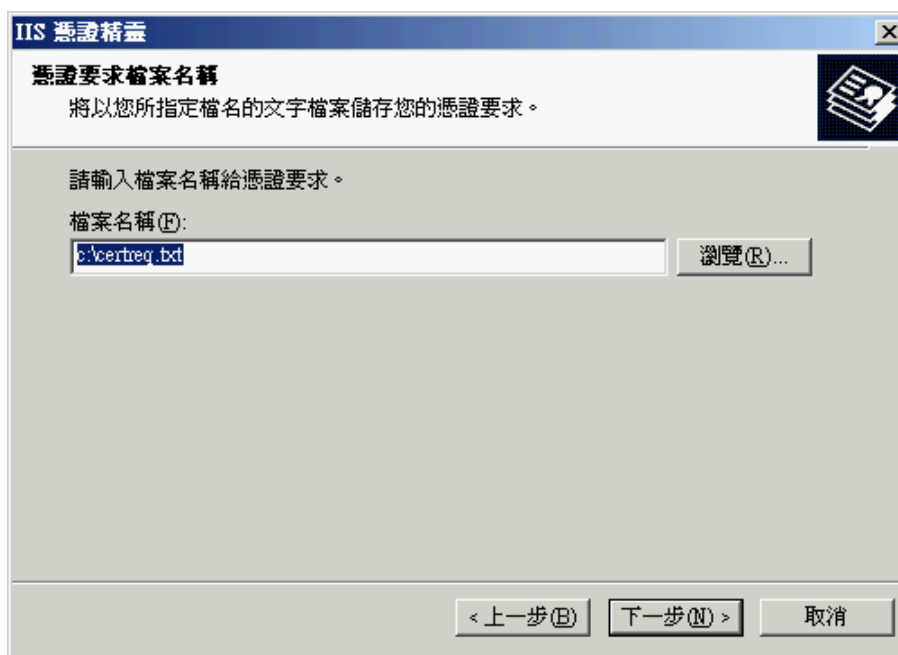 IIS 憑證精靈
憑證要求檔案名稱
將以您所指定檔名的文字檔案儲存您的憑證要求。
請輸入檔案名稱給憑證要求。
檔案名稱(F):
c:\certreq.txt
瀏覽(R)...
<上一步(B)
下一步(N)>
取消